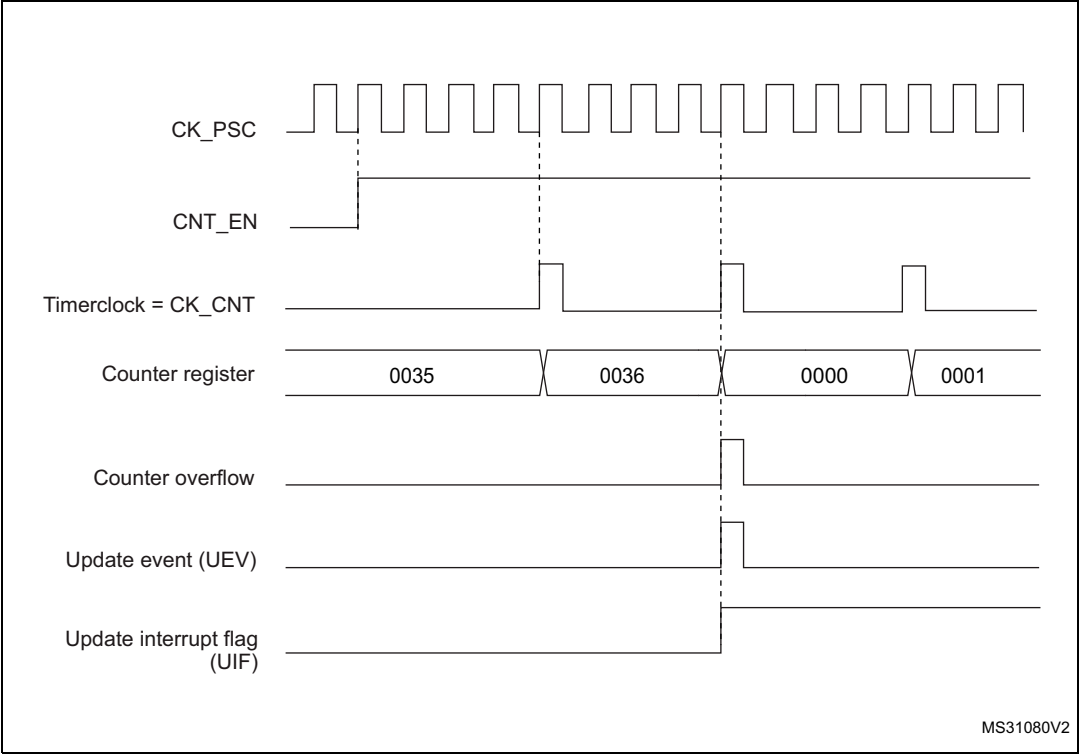 CK_PSC
CNT_EN
Timerclock = CK_CNT
Counter register
0035 0036 0000 0001
Counter overflow
Update event (UEV)
Update interrupt flag
(UIF)
MS31080V2